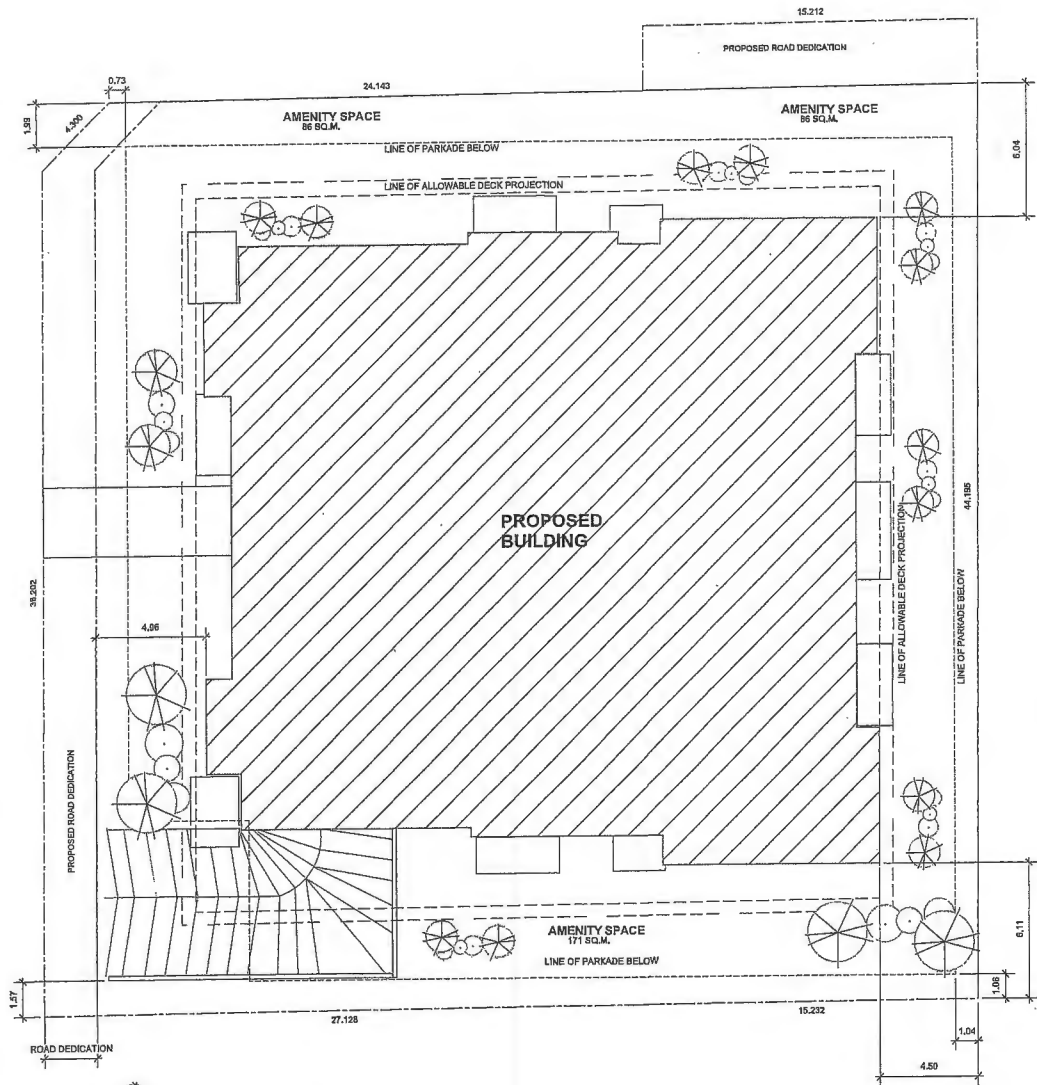 15.212
PROPOSED ROAD DEDICATION
0.73
24.143
1.99
4.300
AMENITY SPACE
86 SQ.M.
AMENITY SPACE
86 SQ.M.
6.04
LINE OF PARKADE BELOW
LINE OF ALLOWABLE DECK PROJECTION
PROPOSED
BUILDING
44.195
LINE OF ALLOWABLE DECK PROJECTION
LINE OF PARKADE BELOW
4.96
PROPOSED ROAD DEDICATION
AMENITY SPACE
171 SQ.M.
LINE OF PARKADE BELOW
6.11
1.57
1.06
27.128
15.232
1.04
ROAD DEDICATION
4.50